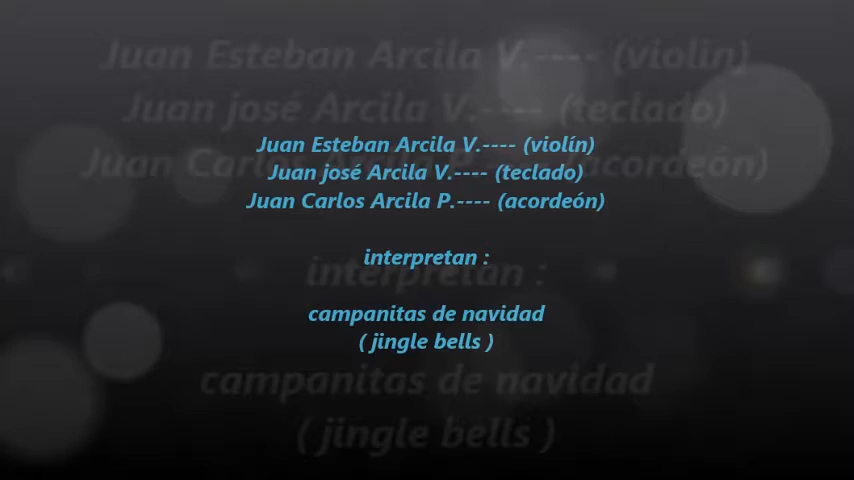 Juan Esteban Arcila V.---- (violín)
Juan josé Arcila V.---- (teclado)
Juan Carlos Arcila P.---- (acordeón)
interpretan :
campanitas de navidad
( jingle bells )